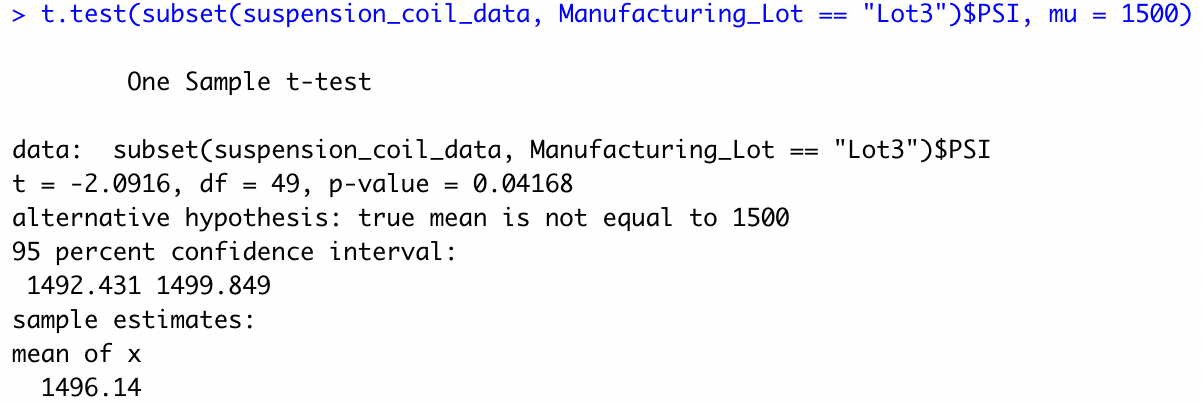 > t.test(subset(suspension_coil_data, Manufacturing_Lot == "Lot3")$PSI, mu = 1500)
One Sample t-test
data:  subset(suspension_coil_data, Manufacturing_Lot == "Lot3")$PSI
t = -2.0916, df = 49, p-value = 0.04168
alternative hypothesis: true mean is not equal to 1500
95 percent confidence interval:
1492.431 1499.849
sample estimates:
mean of x
1496.14